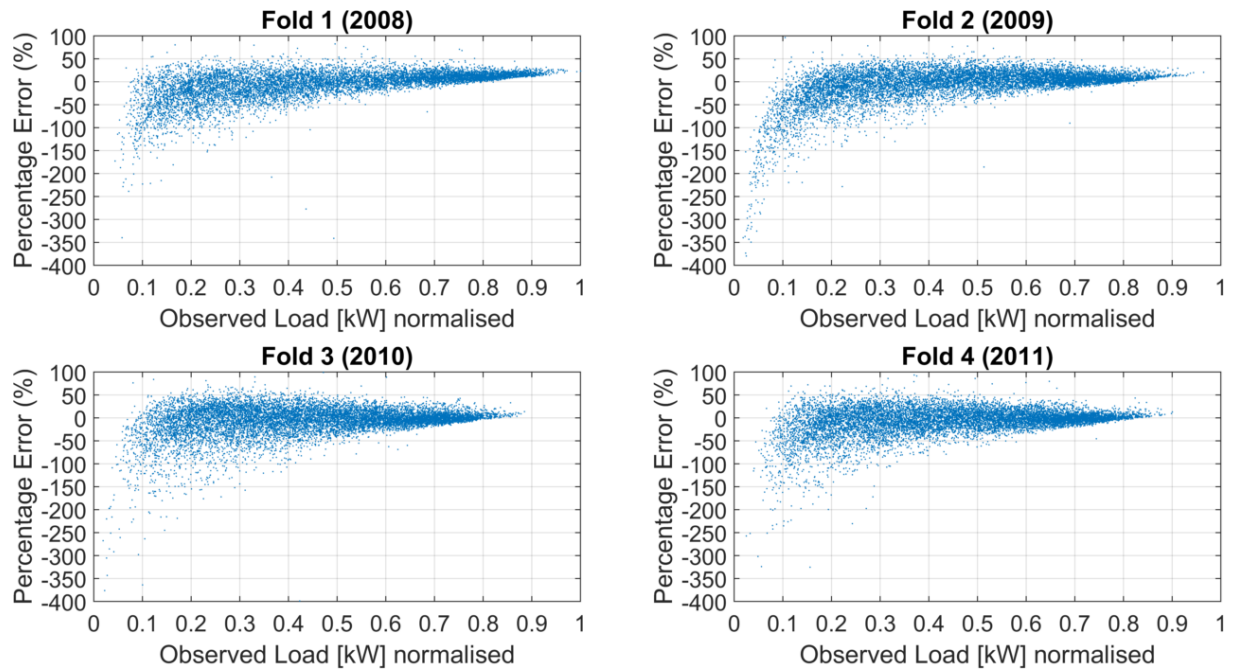 Fold 1 (2008)
Percentage Error (%)
100
50
0
-50
-100
-150
-200
-250
-300
-350
-400
0 0.1 0.2 0.3 0.4 0.5 0.6 0.7 0.8 0.9 1
Observed Load [kW] normalised
Fold 2 (2009)
Percentage Error (%)
100
50
0
-50
-100
-150
-200
-250
-300
-350
-400
0 0.1 0.2 0.3 0.4 0.5 0.6 0.7 0.8 0.9 1
Observed Load [kW] normalised
Fold 3 (2010)
Percentage Error (%)
100
50
0
-50
-100
-150
-200
-250
-300
-350
-400
0 0.1 0.2 0.3 0.4 0.5 0.6 0.7 0.8 0.9 1
Observed Load [kW] normalised
Fold 4 (2011)
Percentage Error (%)
100
50
0
-50
-100
-150
-200
-250
-300
-350
-400
0 0.1 0.2 0.3 0.4 0.5 0.6 0.7 0.8 0.9 1
Observed Load [kW] normalised